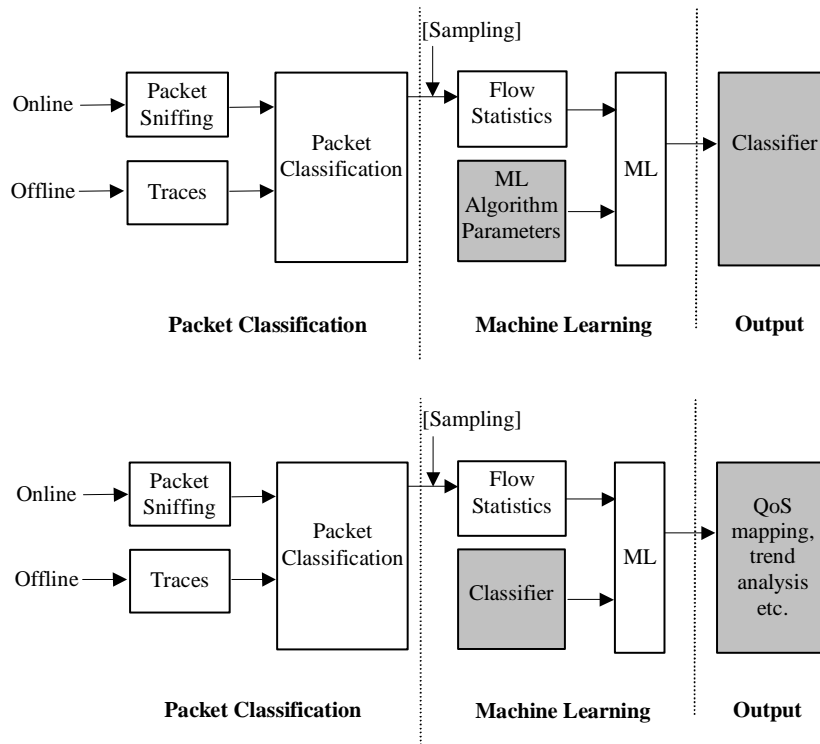 [Sampling]
Online
Packet
Sniffing
Packet
Classification
Flow
Statistics
ML
Classifier
Offline
Traces
ML
Algorithm
Parameters
Packet Classification
Machine Learning
Output
[Sampling]
Online
Packet
Sniffing
Packet
Classification
Flow
Statistics
ML
QoS
mapping,
trend
analysis
etc.
Offline
Traces
Classifier
Packet Classification
Machine Learning
Output